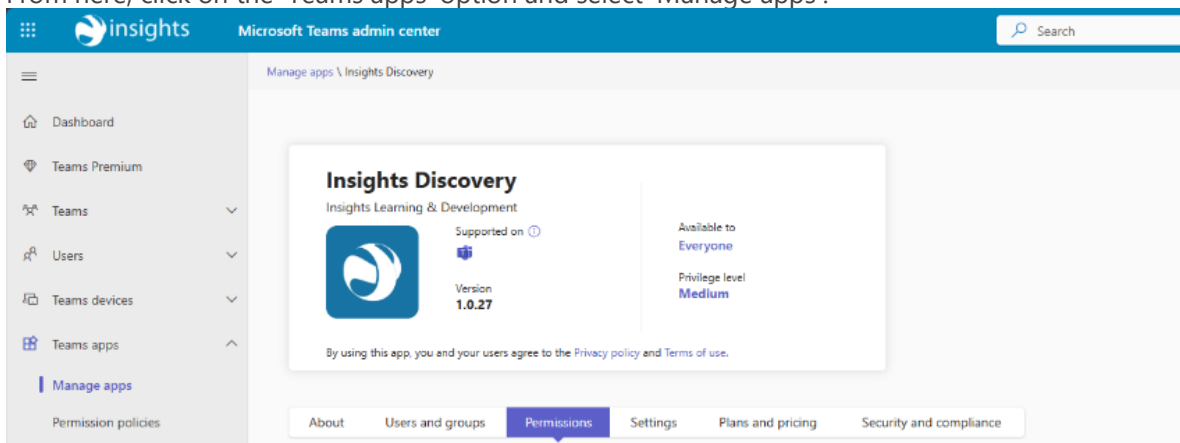 From here, click on the 'Teams apps' option and select 'Manage apps'.
insights
Microsoft Teams admin center
Search
Manage apps \ Insights Discovery
Dashboard
Teams Premium
Teams
Users
Teams devices
Teams apps
Manage apps
Permission policies
Insights Discovery
Insights Learning & Development
Supported on
Version
1.0.27
Available to
Everyone
Privilege level
Medium
By using this app, you and your users agree to the Privacy policy and Terms of use.
About Users and groups Permissions Settings Plans and pricing Security and compliance